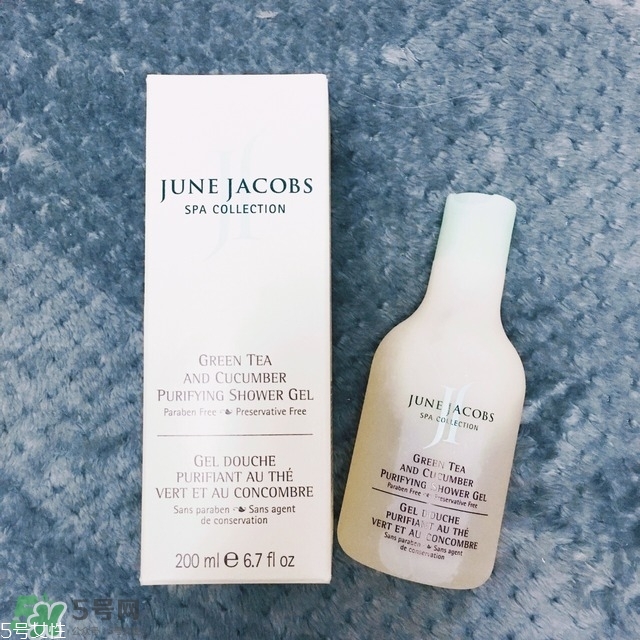 JUNE JACOBS
SPA COLLECTION
GREEN TEA
AND CUCUMBER
PURIFYING SHOWER GEL
Paraben Free Preservative Free
GEL DOUCHE
PURIFIANT AU THÉ
VERT ET AU CONCOMBRE
Sans paraben Sans agent
de conservation
200 ml e 6.7 fl oz
JUNE JACOBS
SPA COLLECTION
GREEN TEA
AND CUCUMBER
PURIFYING SHOWER GEL
Paraben Free Preservative Free
GEL DOUCHE
PURIFIANT AU THÉ
VERT ET AU CONCOMBRE
Sans paraben Sans agent
de conservation
5号网
5号女性